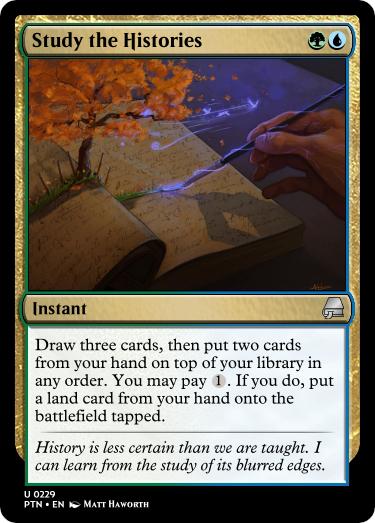 Study the Histories
Instant
Draw three cards, then put two cards
from your hand on top of your library in
any order. You may pay 1. If you do, put
a land card from your hand onto the
battlefield tapped.
History is less certain than we are taught. I
can learn from the study of its blurred edges.
U 0229
PTN • EN Matt Haworth